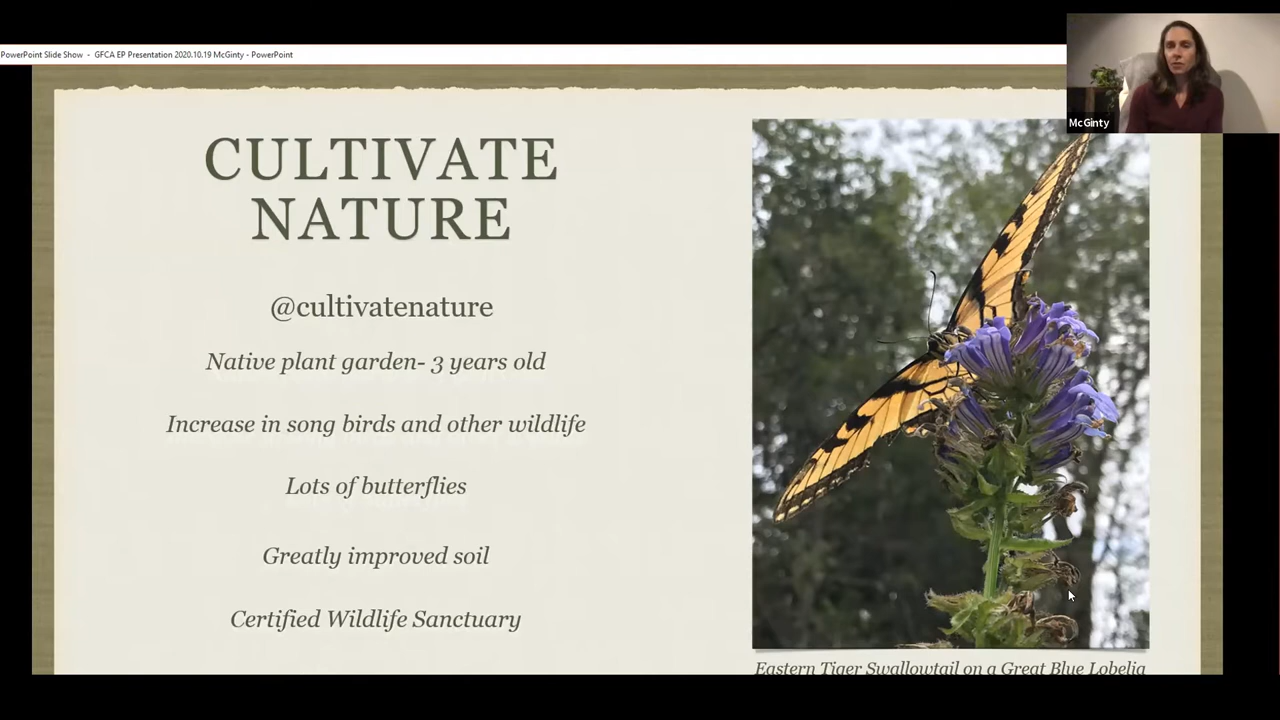 PowerPoint Slide Show - GFCA EP Presentation 2020.10.19 McGinty - PowerPoint
McGinty
CULTIVATE
NATURE
@cultivatenature
Native plant garden- 3 years old
Increase in song birds and other wildlife
Lots of butterflies
Greatly improved soil
Certified Wildlife Sanctuary
Eastern Tiger Swallowtail on a Great Blue Lobelia